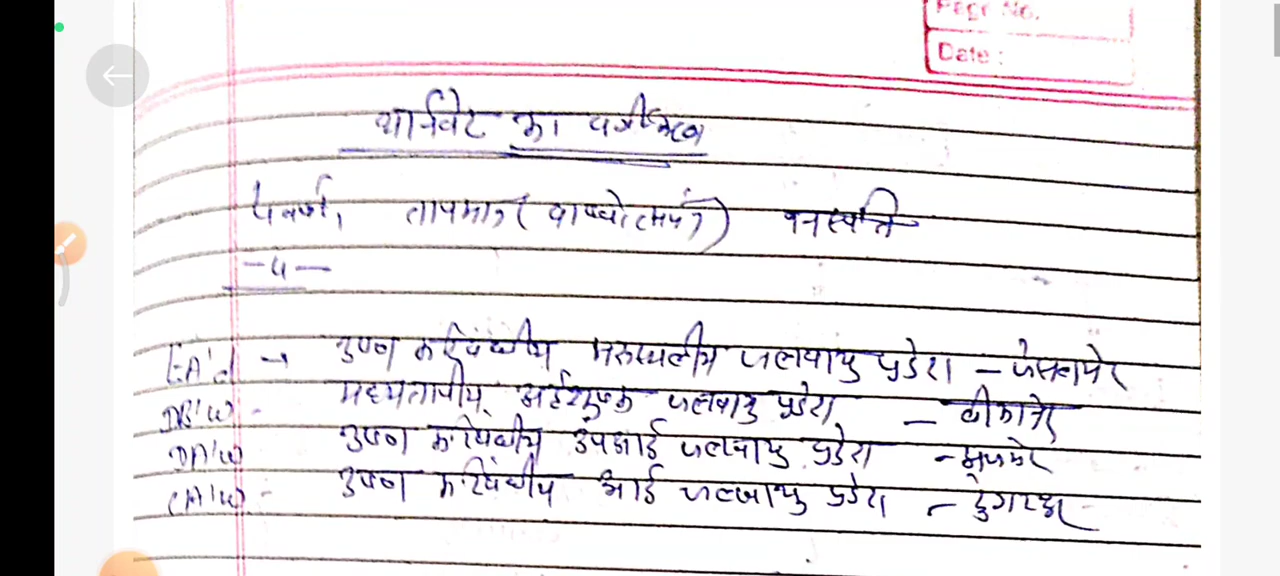 Page No.
Date :
थार्नवेट का वर्गीकरण
वर्षा, तापमान (वाष्पोत्सर्जन) वनस्पति
-4-
EA'd → उष्ण कटिबंधीय मरुस्थलीय जलवायु प्रदेश - जैसलमेर
DB'w - मध्यतापीय अर्द्धशुष्क जलवायु प्रदेश - बीकानेर
DA'w उष्ण कटिबंधीय उपआर्द्र जलवायु प्रदेश - अजमेर
CA'w - उष्ण कटिबंधीय आर्द्र जलवायु प्रदेश - डुंगरपुर